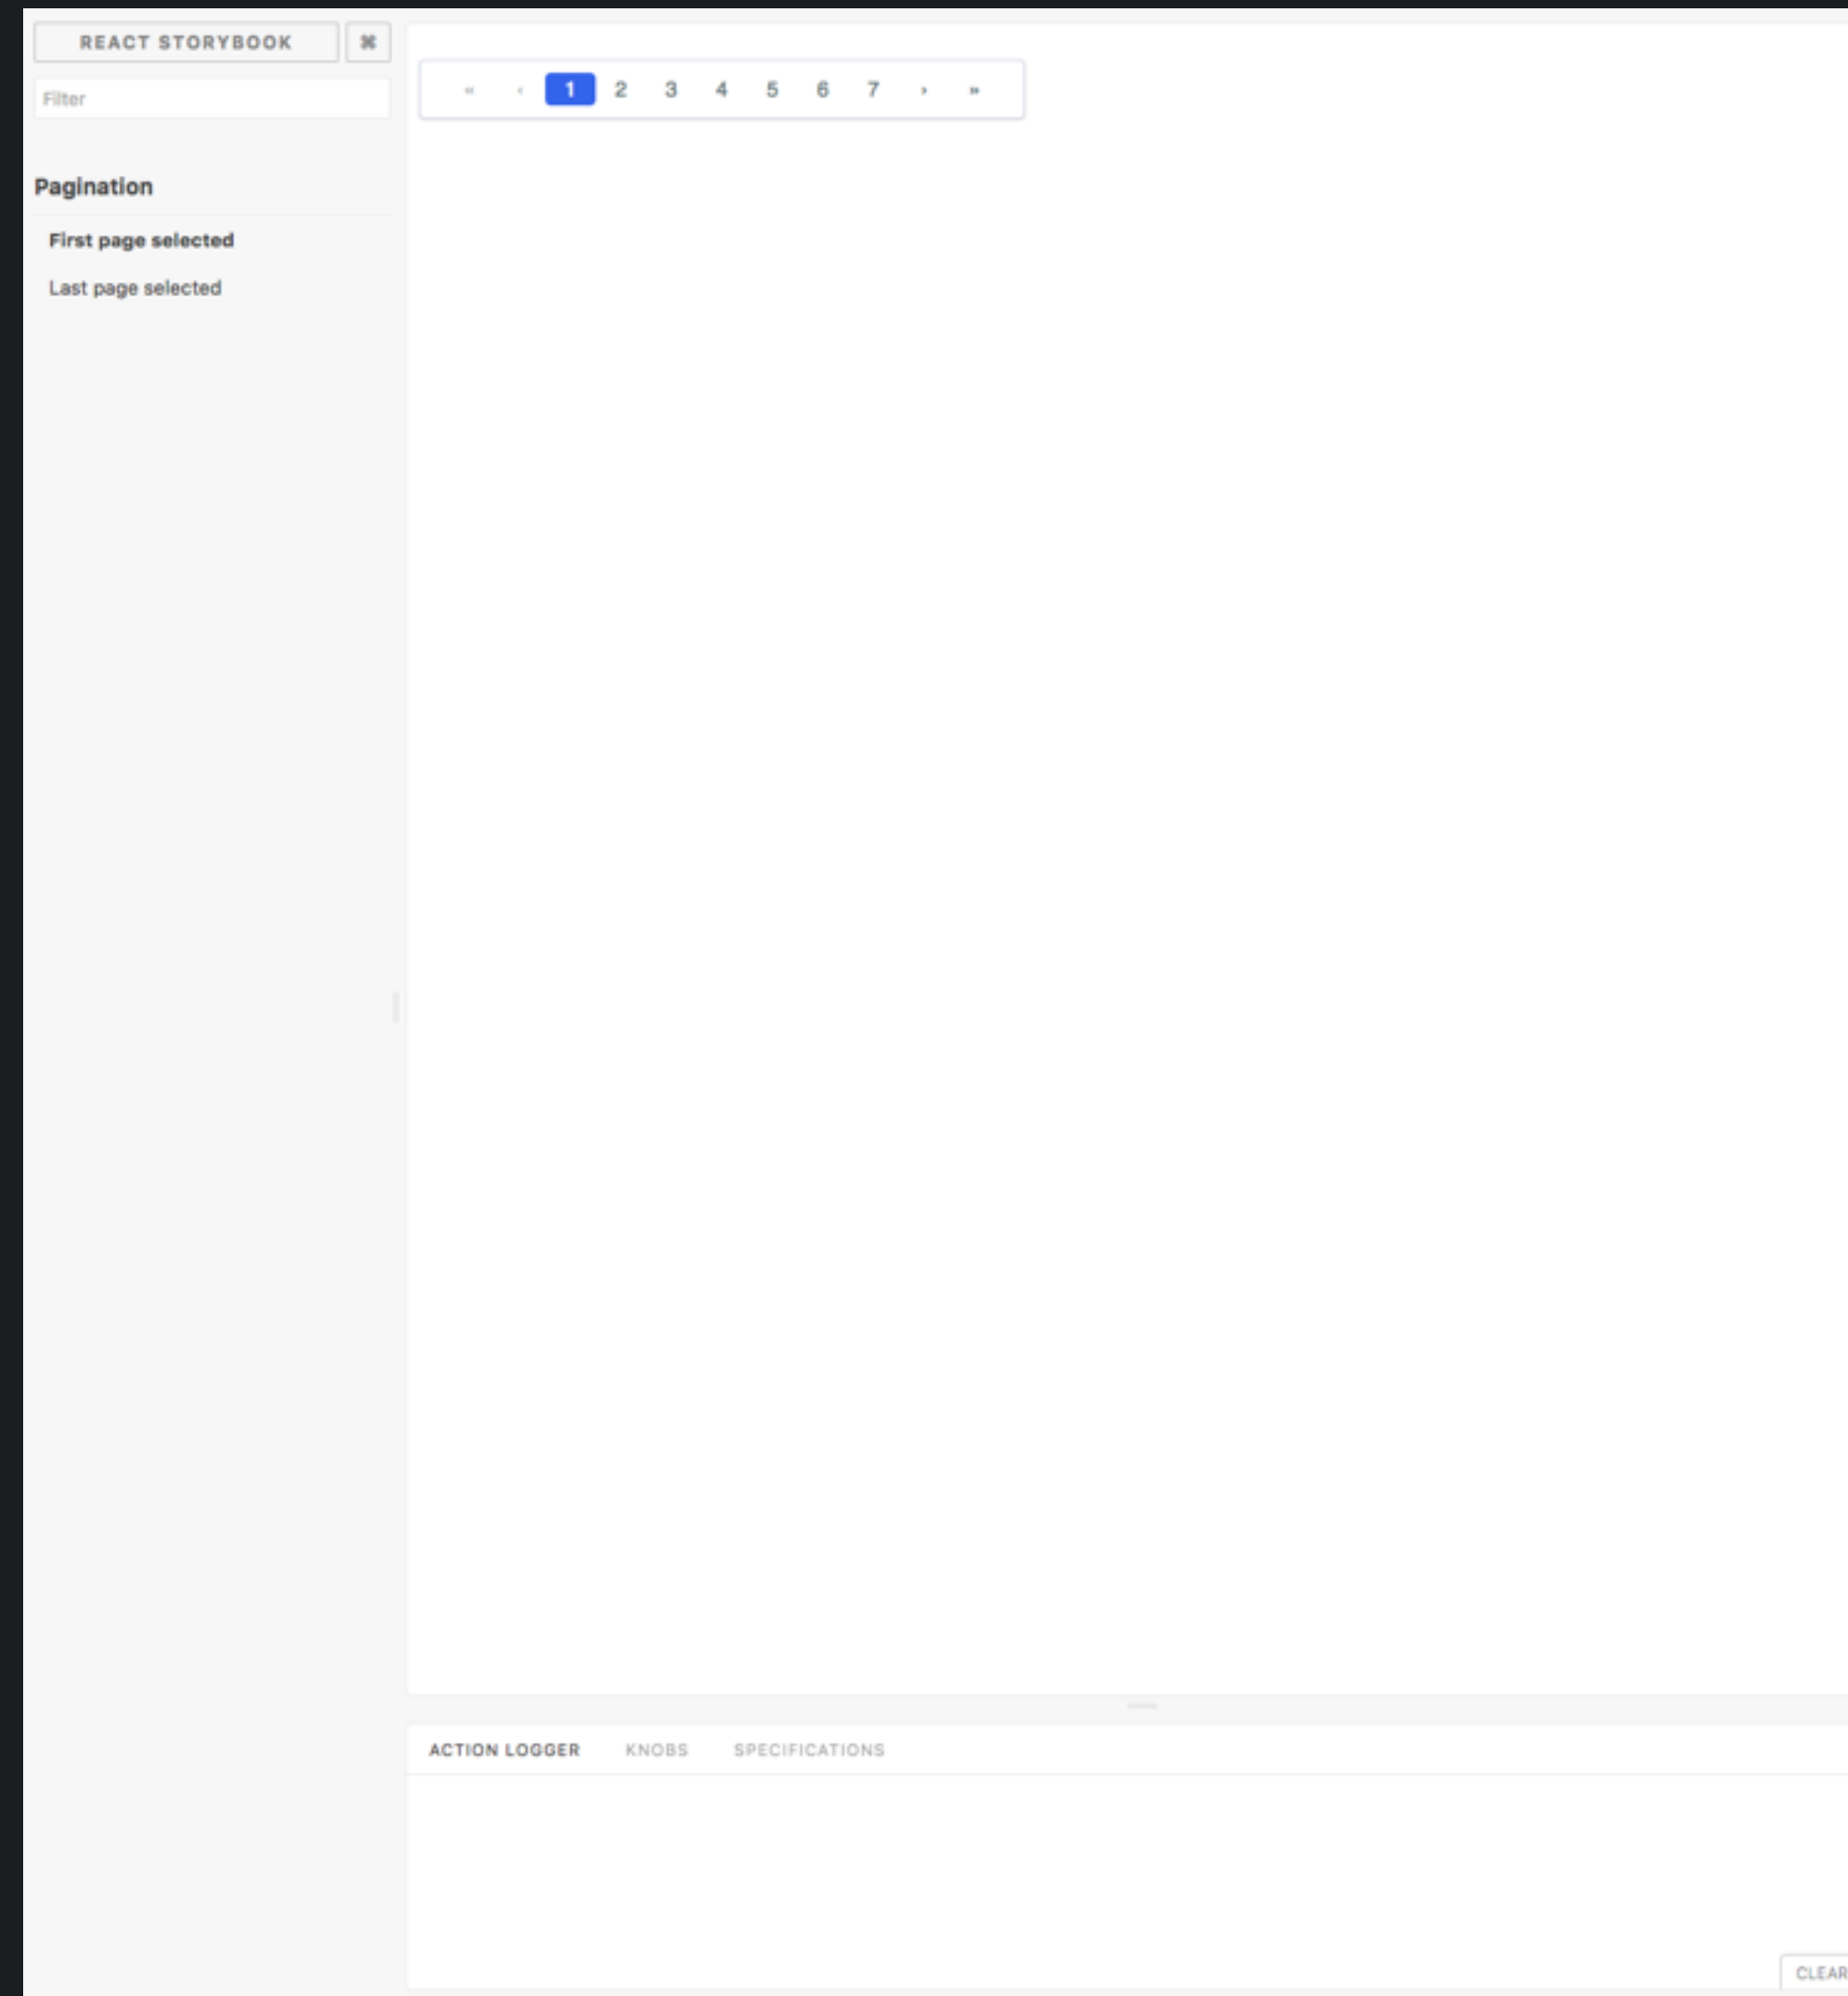 REACT STORYBOOK ⌘
Filter
Pagination
First page selected
Last page selected
« ‹ 1 2 3 4 5 6 7 › »
ACTION LOGGER KNOBS SPECIFICATIONS
CLEAR